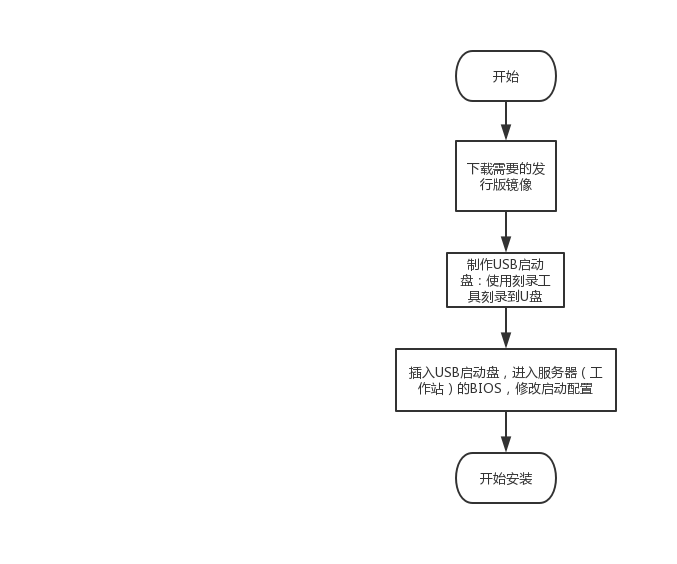 开始
下载需要的发
行版镜像
制作USB启动
盘：使用刻录工
具刻录到U盘
插入USB启动盘，进入服务器（工
作站）的BIOS，修改启动配置
开始安装